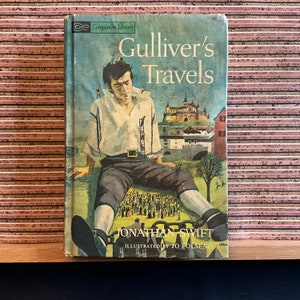 Companion Library
Gulliver's
Travels
JONATHAN SWIFT
ILLUSTRATED BY JO POLSENO